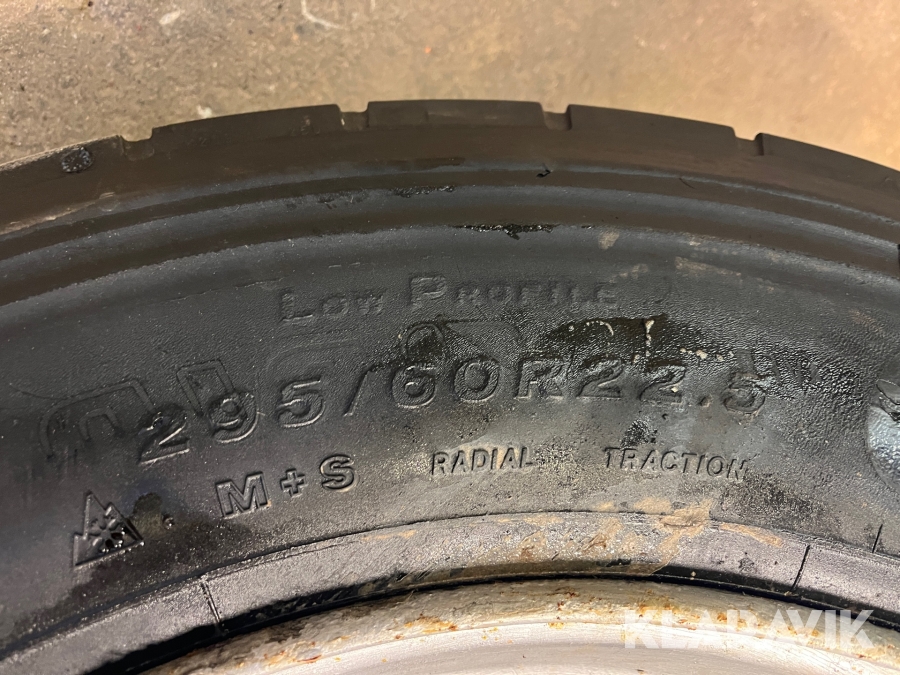 LOW PROFILE
295/60R22.5
M+S RADIAL TRACTION
KLARAVIK